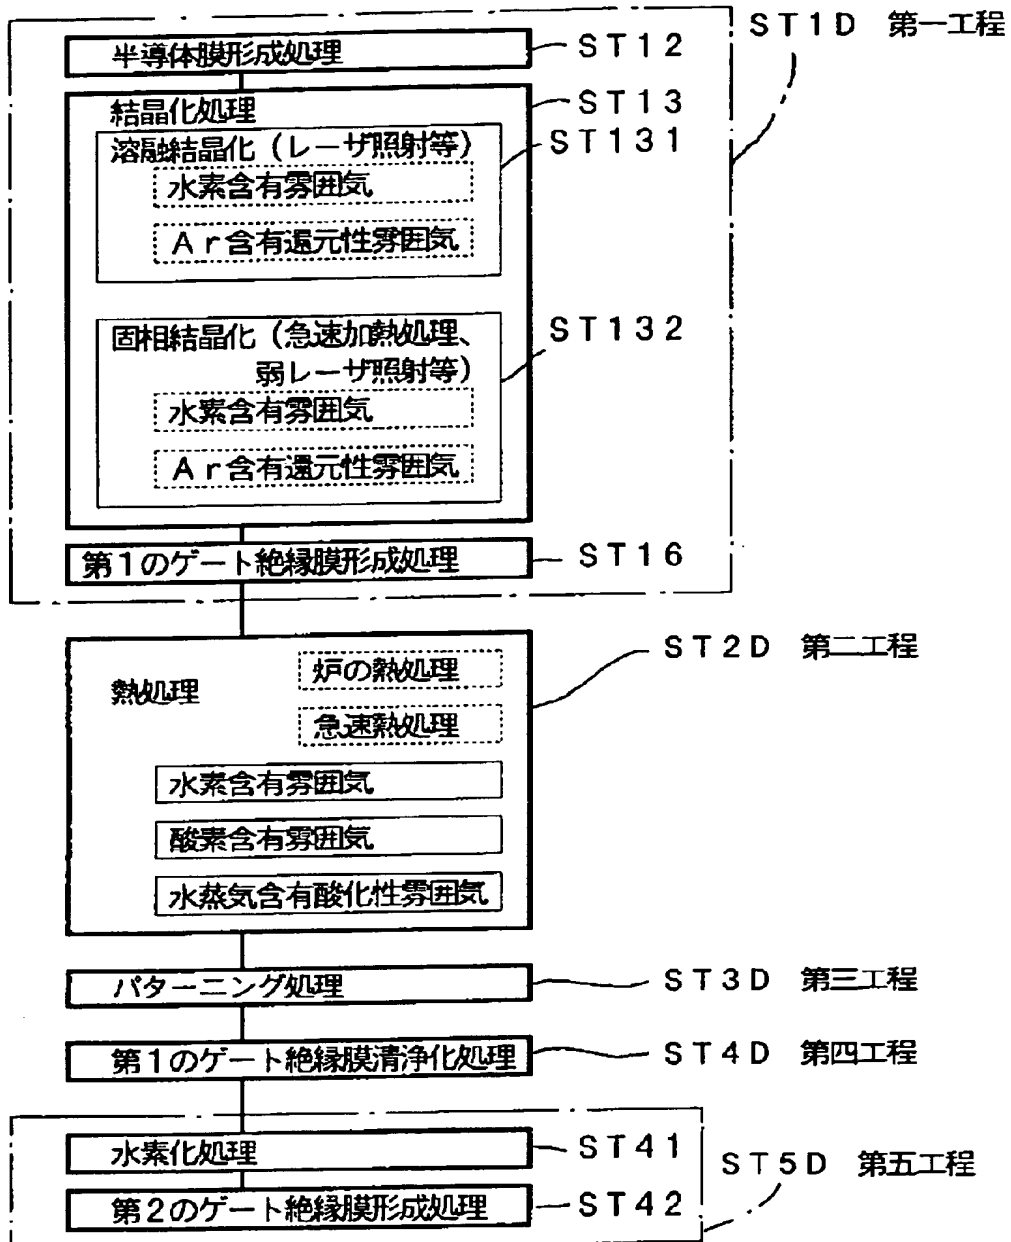 ST1D 第一工程
半導体膜形成処理 ST12
結晶化処理 ST13
溶融結晶化(レーザ照射等) ST131
水素含有雰囲気
Ar含有還元性雰囲気
固相結晶化(急速加熱処理、 ST132
弱レーザ照射等)
水素含有雰囲気
Ar含有還元性雰囲気
第1のゲート絶縁膜形成処理 ST16
ST2D 第二工程
炉の熱処理
熱処理
急速熱処理
水素含有雰囲気
酸素含有雰囲気
水蒸気含有酸化性雰囲気
パターニング処理 ST3D 第三工程
第1のゲート絶縁膜清浄化処理 ST4D 第四工程
水素化処理 ST41
ST5D 第五工程
第2のゲート絶縁膜形成処理 ST42